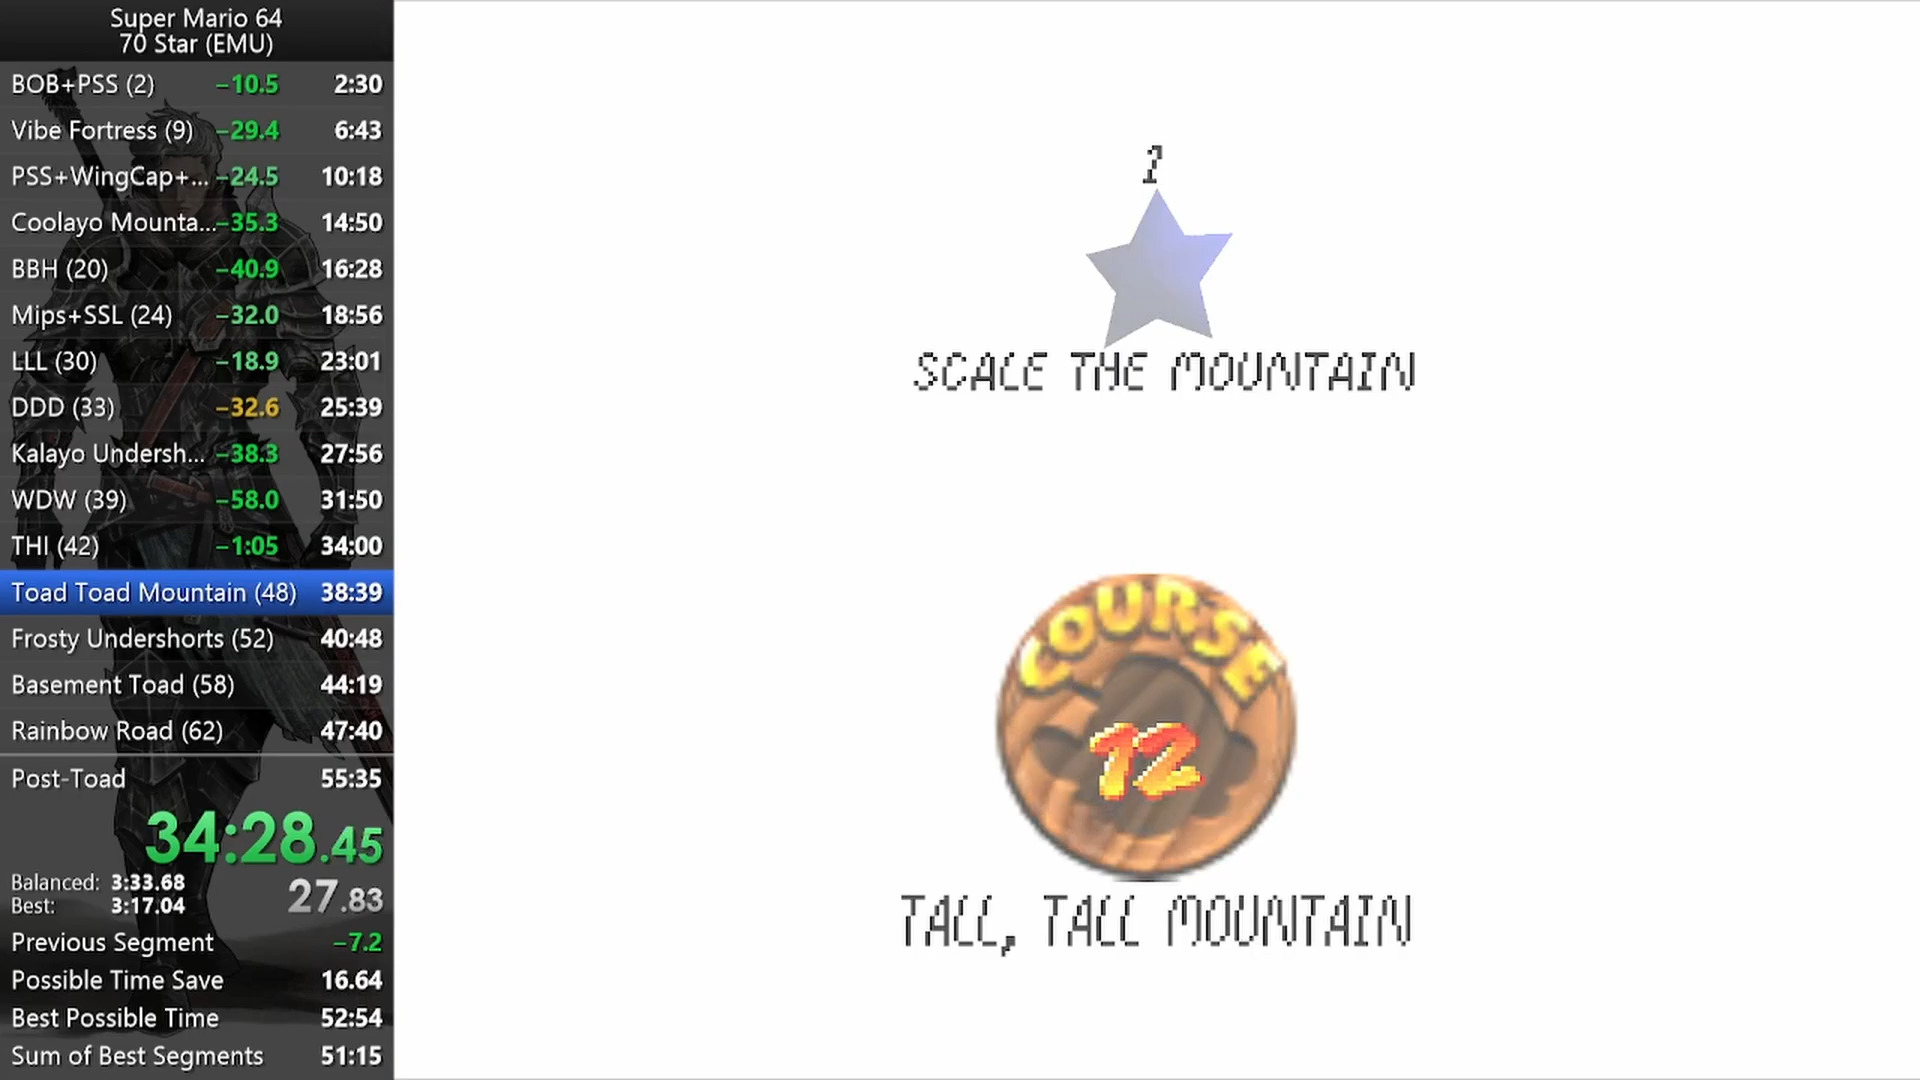 Super Mario 64
70 Star (EMU)
BOB+PSS (2) −10.5 2:30
Vibe Fortress (9) −29.4 6:43
PSS+WingCap+... −24.5 10:18
Coolayo Mounta... −35.3 14:50
BBH (20) −40.9 16:28
Mips+SSL (24) −32.0 18:56
LLL (30) −18.9 23:01
DDD (33) −32.6 25:39
Kalayo Undersh... −38.3 27:56
WDW (39) −58.0 31:50
THI (42) −1:05 34:00
Toad Toad Mountain (48) 38:39
Frosty Undershorts (52) 40:48
Basement Toad (58) 44:19
Rainbow Road (62) 47:40
Post-Toad 55:35
34:28.45
Balanced: 3:33.68
Best: 3:17.04
27.83
Previous Segment −7.2
Possible Time Save 16.64
Best Possible Time 52:54
Sum of Best Segments 51:15
1
SCALE THE MOUNTAIN
COURSE
12
TALL, TALL MOUNTAIN